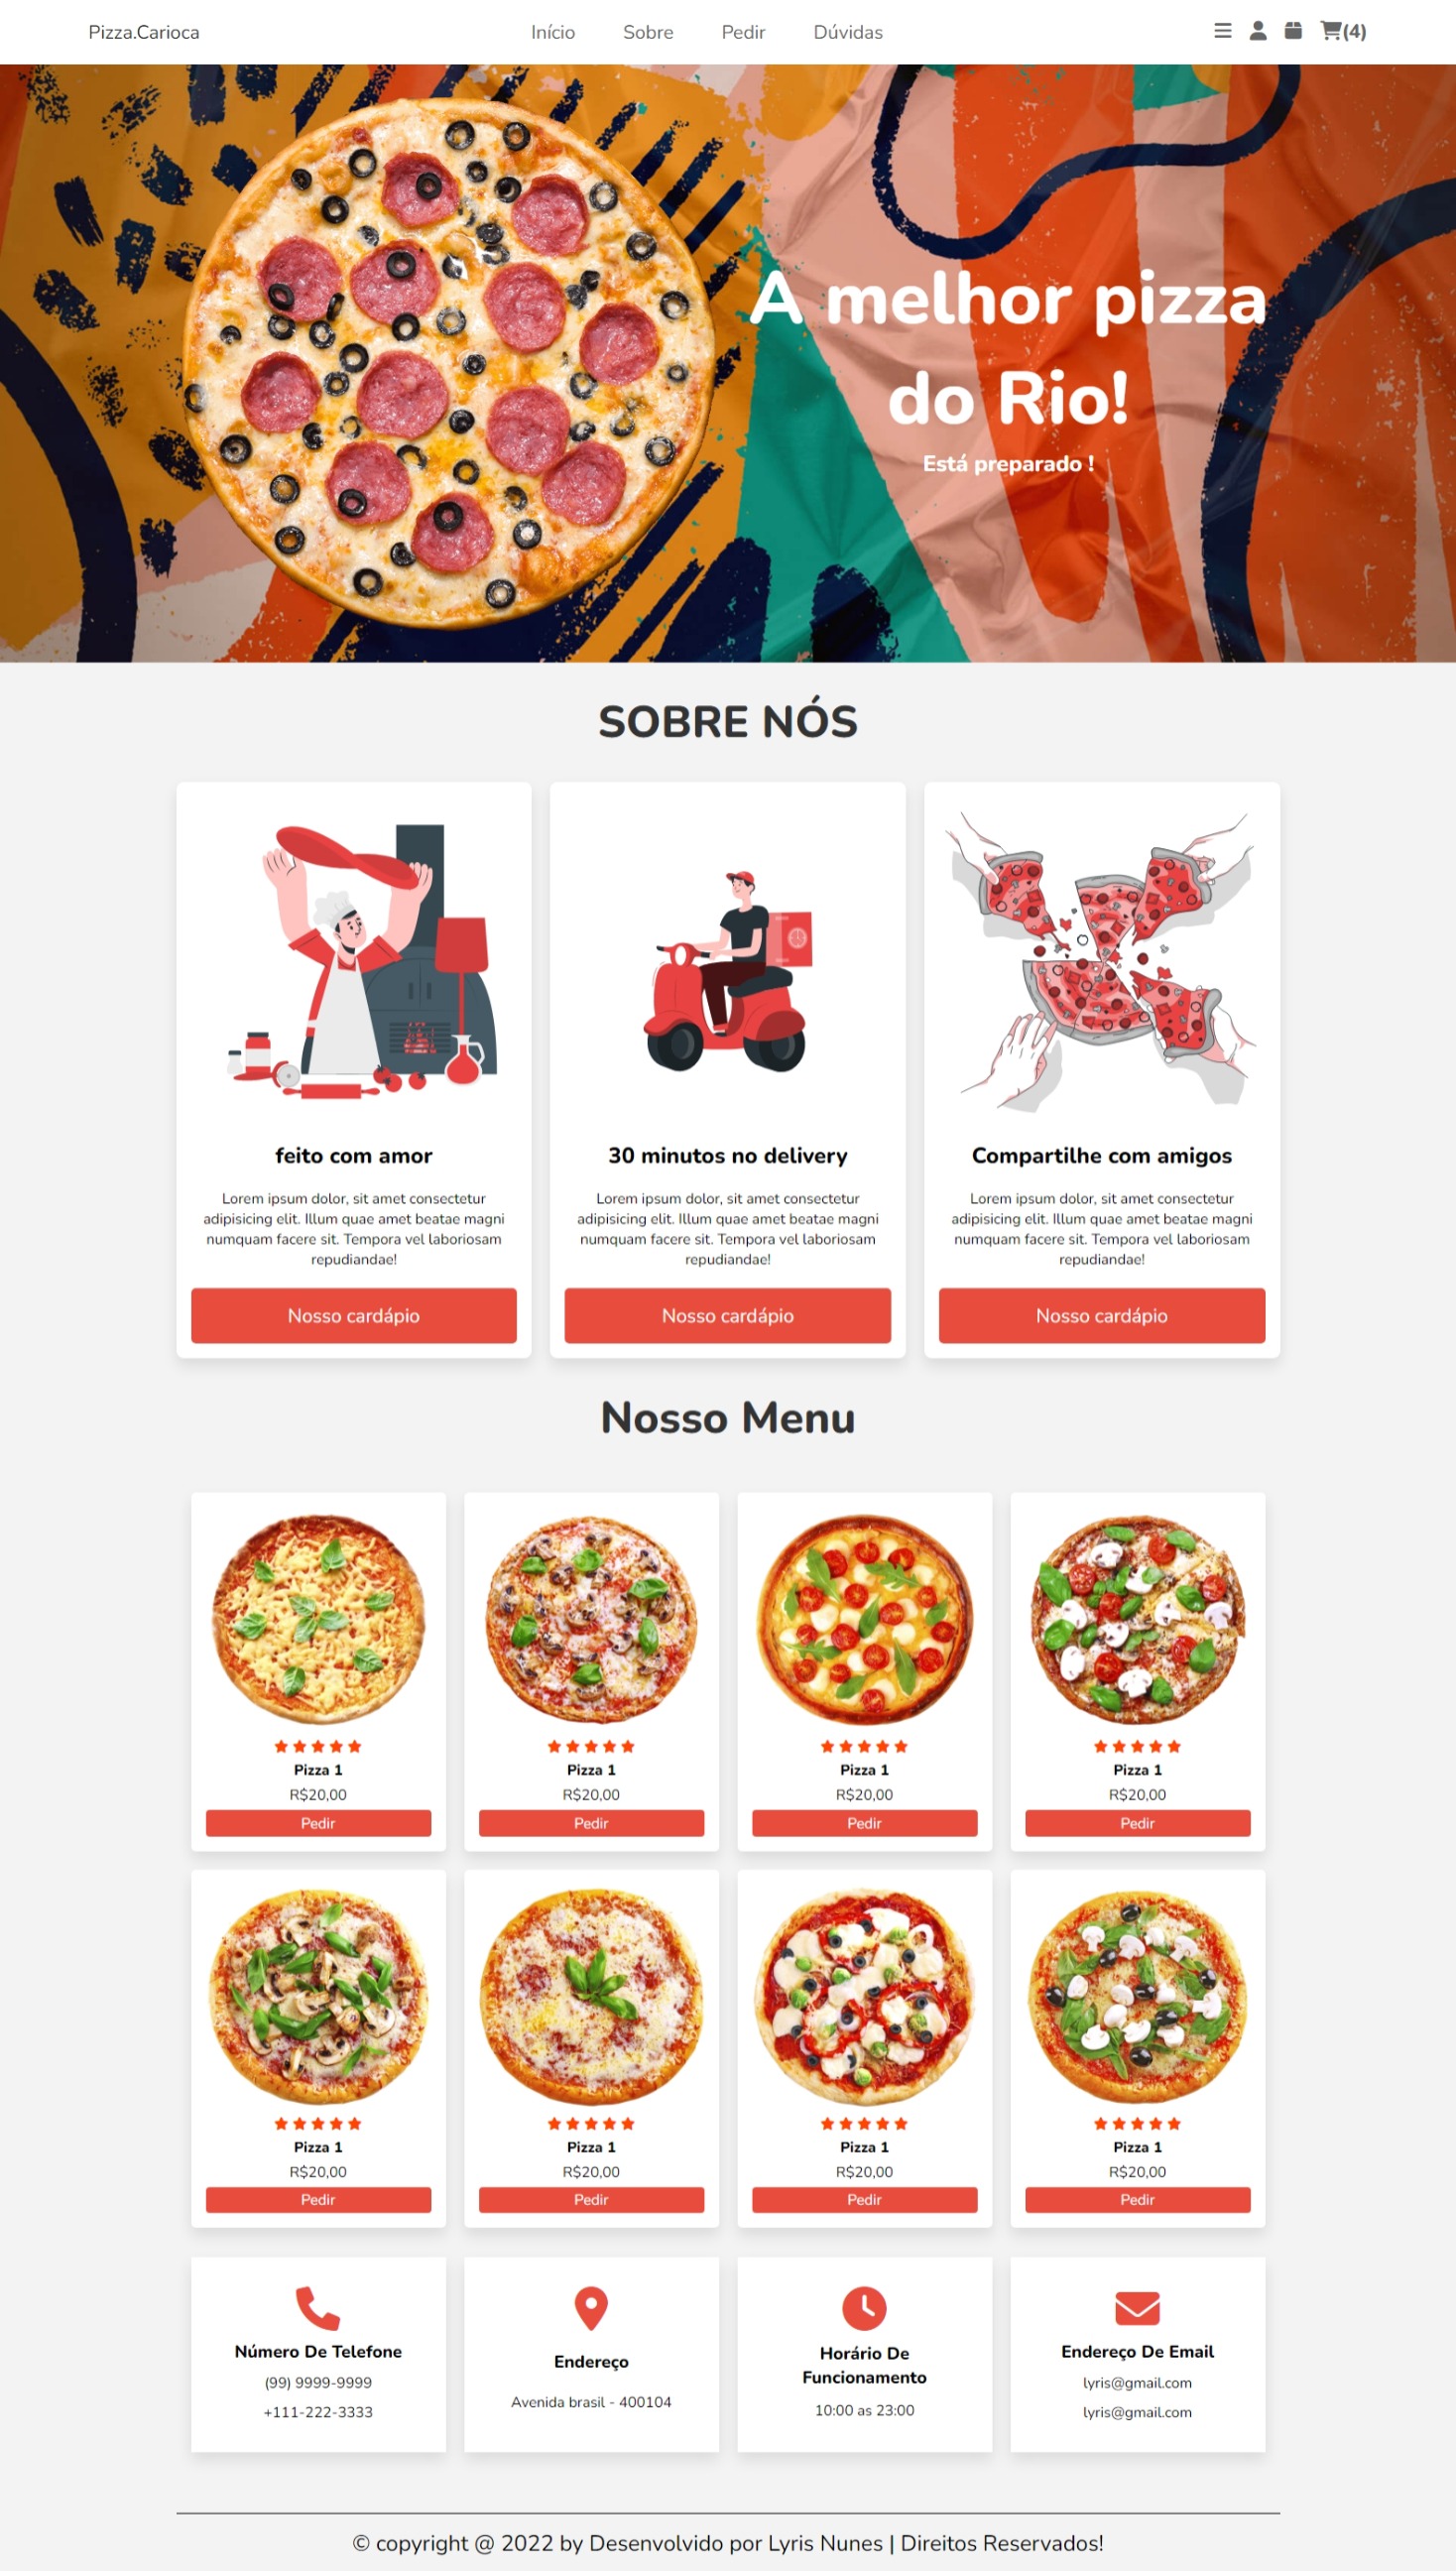 Pizza.Carioca
Início Sobre Pedir Dúvidas
(4)
A melhor pizza
do Rio!
Está preparado !
SOBRE NÓS
feito com amor
Lorem ipsum dolor, sit amet consectetur
adipisicing elit. Illum quae amet beatae magni
numquam facere sit. Tempora vel laboriosam
repudiandae!
Nosso cardápio
30 minutos no delivery
Lorem ipsum dolor, sit amet consectetur
adipisicing elit. Illum quae amet beatae magni
numquam facere sit. Tempora vel laboriosam
repudiandae!
Nosso cardápio
Compartilhe com amigos
Lorem ipsum dolor, sit amet consectetur
adipisicing elit. Illum quae amet beatae magni
numquam facere sit. Tempora vel laboriosam
repudiandae!
Nosso cardápio
Nosso Menu
Pizza 1
R$20,00
Pedir
Pizza 1
R$20,00
Pedir
Pizza 1
R$20,00
Pedir
Pizza 1
R$20,00
Pedir
Pizza 1
R$20,00
Pedir
Pizza 1
R$20,00
Pedir
Pizza 1
R$20,00
Pedir
Pizza 1
R$20,00
Pedir
Número De Telefone
(99) 9999-9999
+111-222-3333
Endereço
Avenida brasil - 400104
Horário De
Funcionamento
10:00 as 23:00
Endereço De Email
lyris@gmail.com
lyris@gmail.com
© copyright @ 2022 by Desenvolvido por Lyris Nunes | Direitos Reservados!